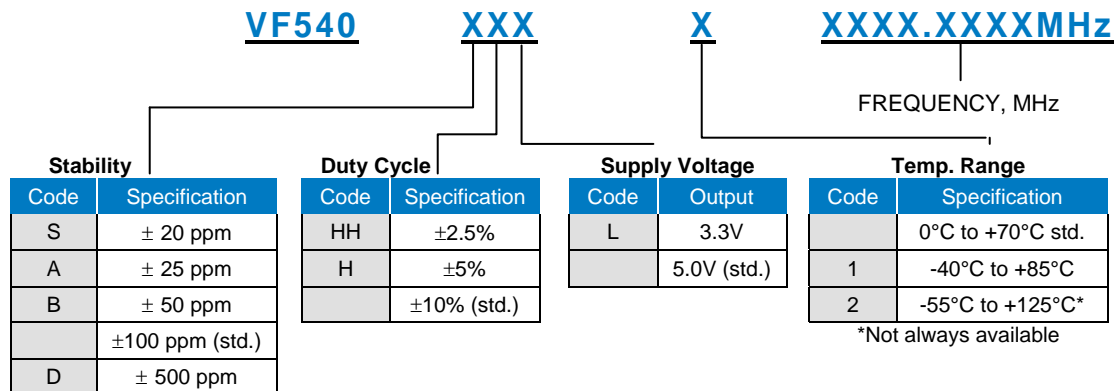 VF540 XXX X XXXX.XXXXMHz
FREQUENCY, MHz
Stability
Code Specification
S ± 20 ppm
A ± 25 ppm
B ± 50 ppm
±100 ppm (std.)
D ± 500 ppm
Duty Cycle
Code Specification
HH ±2.5%
H ±5%
±10% (std.)
Supply Voltage
Code Output
L 3.3V
5.0V (std.)
Temp. Range
Code Specification
0°C to +70°C std.
1 -40°C to +85°C
2 -55°C to +125°C*
*Not always available